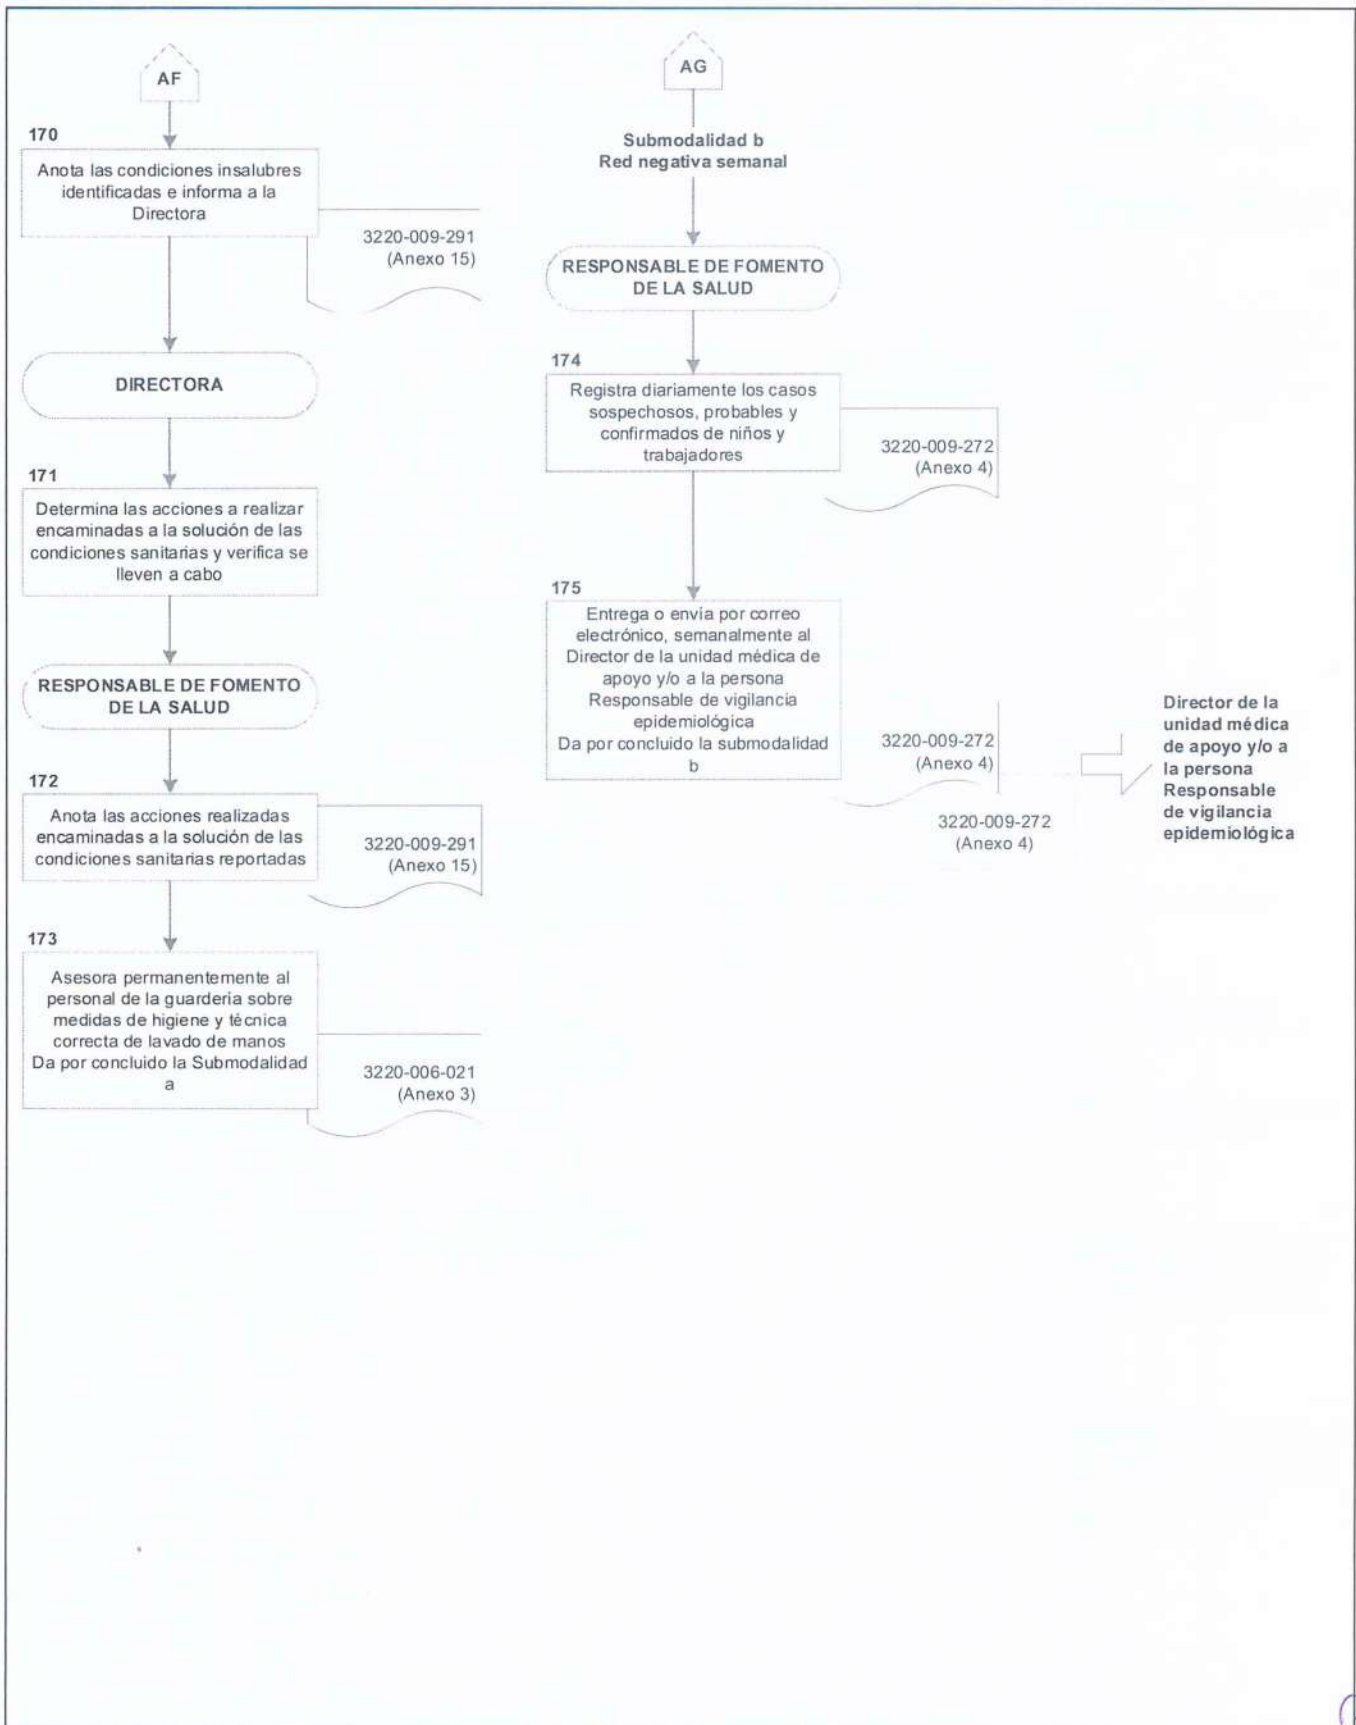 AF
170
Anota las condiciones insalubres
identificadas e informa a la
Directora
3220-009-291
(Anexo 15)
DIRECTORA
171
Determina las acciones a realizar
encaminadas a la solución de las
condiciones sanitarias y verifica se
lleven a cabo
RESPONSABLE DE FOMENTO
DE LA SALUD
172
Anota las acciones realizadas
encaminadas a la solución de las
condiciones sanitarias reportadas
3220-009-291
(Anexo 15)
173
Asesora permanentemente al
personal de la guardería sobre
medidas de higiene y técnica
correcta de lavado de manos
Da por concluido la Submodalidad
a
3220-006-021
(Anexo 3)
AG
Submodalidad b
Red negativa semanal
RESPONSABLE DE FOMENTO
DE LA SALUD
174
Registra diariamente los casos
sospechosos, probables y
confirmados de niños y
trabajadores
3220-009-272
(Anexo 4)
175
Entrega o envía por correo
electrónico, semanalmente al
Director de la unidad médica de
apoyo y/o a la persona
Responsable de vigilancia
epidemiológica
Da por concluido la submodalidad
b
3220-009-272
(Anexo 4)
3220-009-272
(Anexo 4)
Director de la
unidad médica
de apoyo y/o a
la persona
Responsable
de vigilancia
epidemiológica